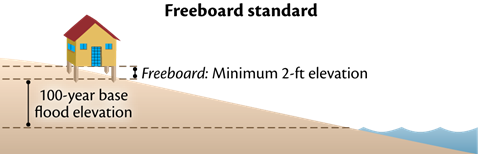 Freeboard standard
Freeboard: Minimum 2-ft elevation
100-year base
flood elevation